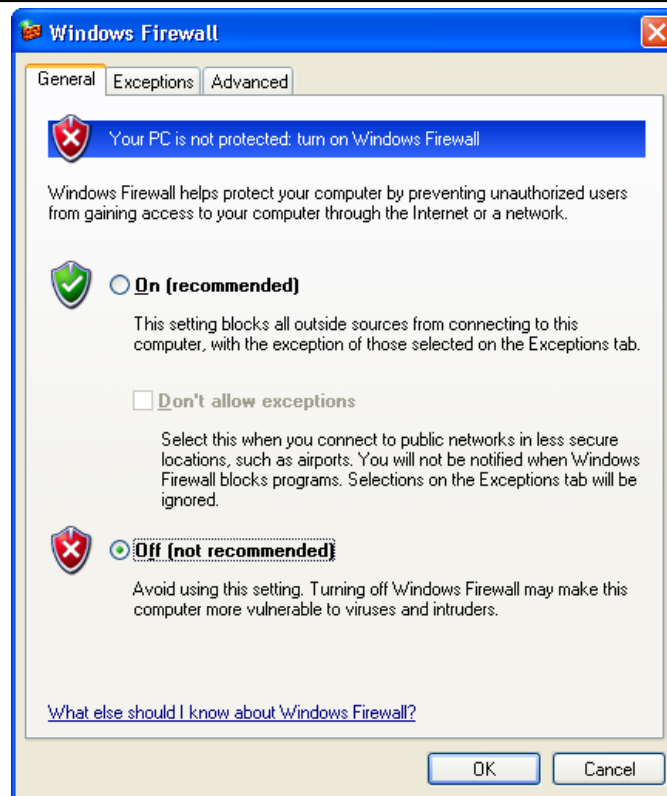 Windows Firewall
General Exceptions Advanced
Your PC is not protected: turn on Windows Firewall
Windows Firewall helps protect your computer by preventing unauthorized users
from gaining access to your computer through the Internet or a network.
On (recommended)
This setting blocks all outside sources from connecting to this
computer, with the exception of those selected on the Exceptions tab.
Don't allow exceptions
Select this when you connect to public networks in less secure
locations, such as airports. You will not be notified when Windows
Firewall blocks programs. Selections on the Exceptions tab will be
ignored.
Off (not recommended)
Avoid using this setting. Turning off Windows Firewall may make this
computer more vulnerable to viruses and intruders.
What else should I know about Windows Firewall?
OK Cancel